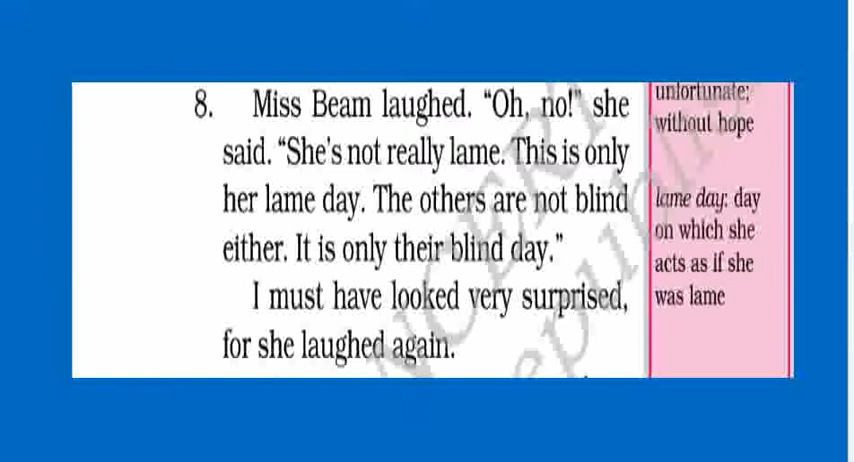 8. Miss Beam laughed. “Oh, no!” she
said. “She’s not really lame. This is only
her lame day. The others are not blind
either. It is only their blind day.”
I must have looked very surprised,
for she laughed again.
unfortunate;
without hope
lame day: day
on which she
acts as if she
was lame
NCERT
republis